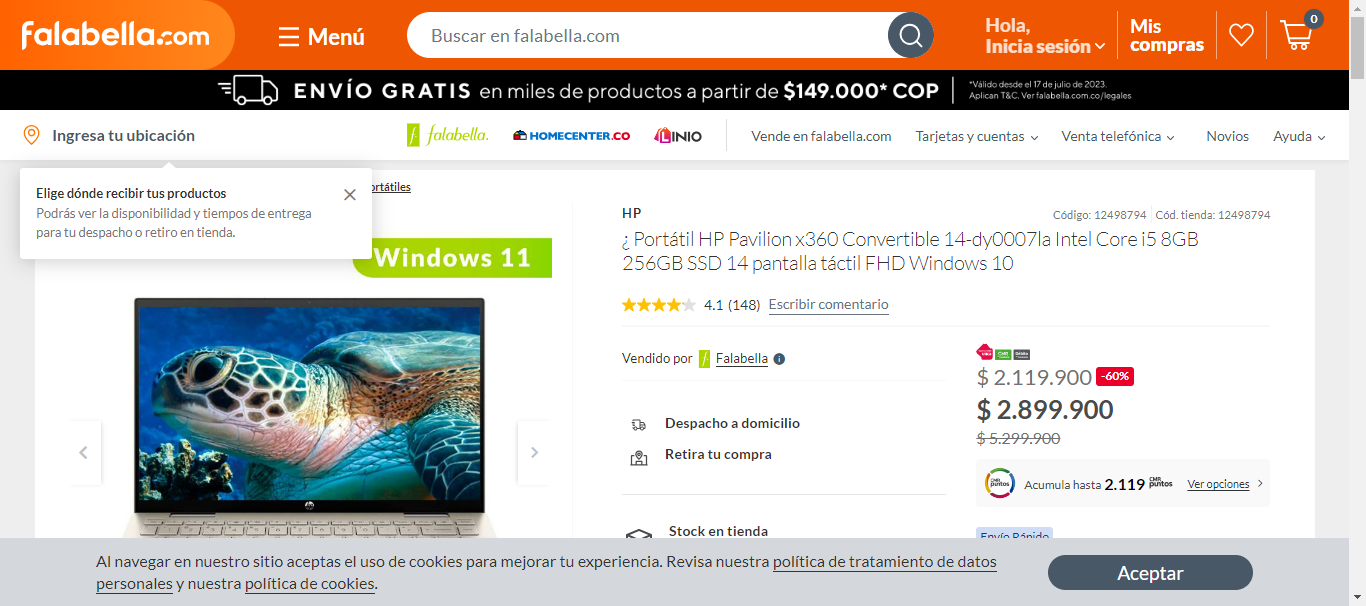 falabella.com
Menú
Buscar en falabella.com
Hola,
Inicia sesión
Mis
compras
0
ENVÍO GRATIS en miles de productos a partir de $149.000* COP
*Válido desde el 17 de julio de 2023.
Aplican T&C. Ver falabella.com.co/legales
Ingresa tu ubicación
falabella.
HOMECENTER.CO
LINIO
Vende en falabella.com
Tarjetas y cuentas
Venta telefónica
Novios
Ayuda
Elige dónde recibir tus productos
Podrás ver la disponibilidad y tiempos de entrega
para tu despacho o retiro en tienda.
ortátiles
Windows 11
hp
HP
Código: 12498794
Cód. tienda: 12498794
¿ Portátil HP Pavilion x360 Convertible 14-dy0007la Intel Core i5 8GB
256GB SSD 14 pantalla táctil FHD Windows 10
4.1 (148) Escribir comentario
Vendido por Falabella
Despacho a domicilio
Retira tu compra
Stock en tienda
CMR
$ 2.119.900 -60%
$ 2.899.900
$ 5.299.900
CMR puntos
Acumula hasta 2.119 CMR puntos
Ver opciones
Envío Rápido
Al navegar en nuestro sitio aceptas el uso de cookies para mejorar tu experiencia. Revisa nuestra política de tratamiento de datos
personales y nuestra política de cookies.
Aceptar